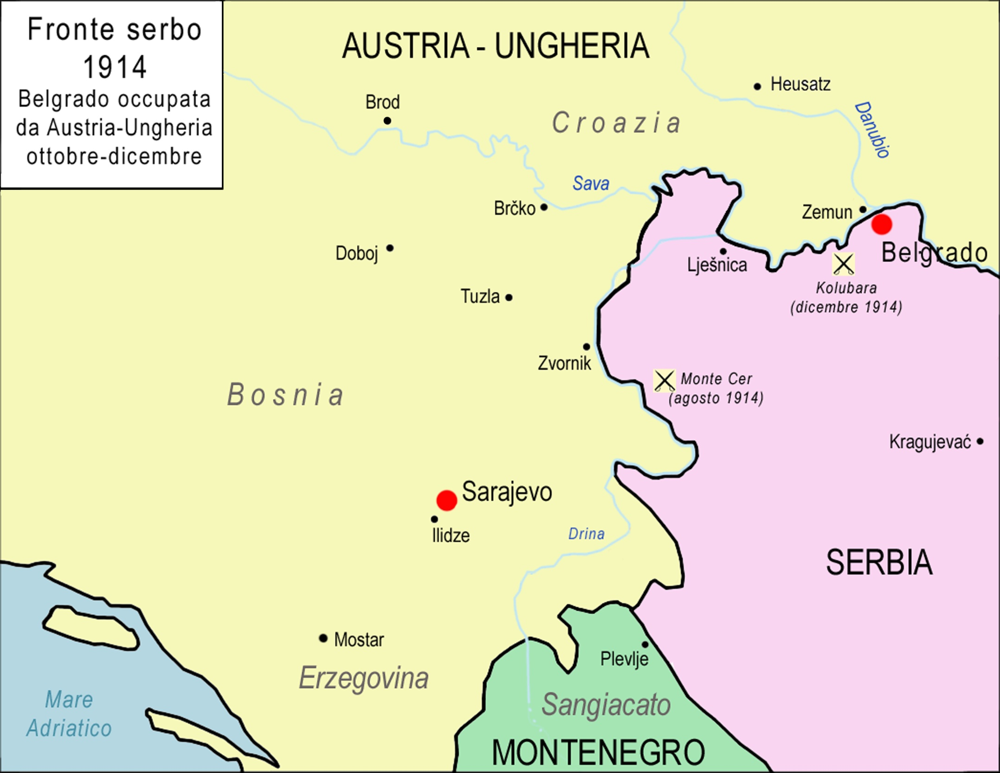 Fronte serbo
1914
Belgrado occupata
da Austria-Ungheria
ottobre-dicembre
AUSTRIA - UNGHERIA
Heusatz
Brod
Croazia
Danubio
Sava
Brčko
Zemun
Belgrado
Doboj
Lješnica
Kolubara
(dicembre 1914)
Tuzla
Zvornik
Monte Cer
(agosto 1914)
Bosnia
Kragujevać
Sarajevo
Ilidze
Drina
SERBIA
Mostar
Erzegovina
Plevlje
Mare
Adriatico
Sangiacato
MONTENEGRO